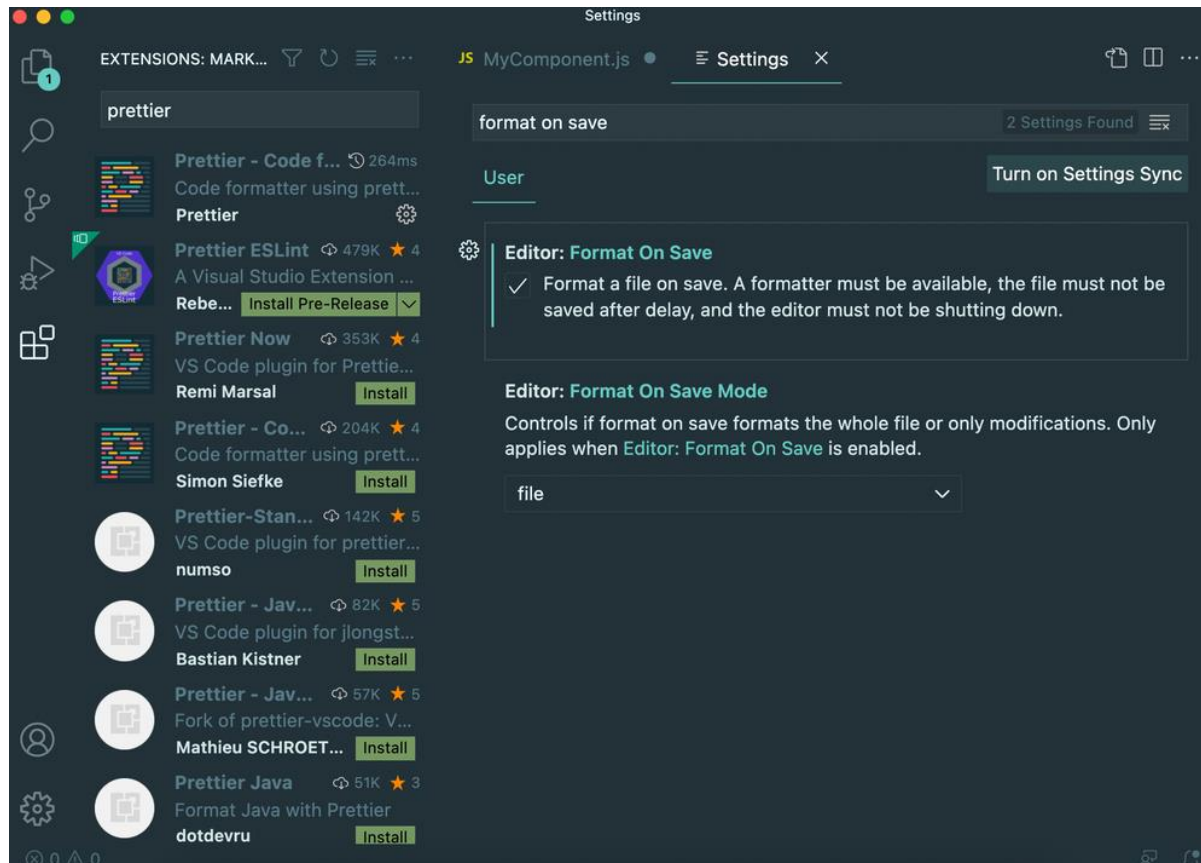 Settings
EXTENSIONS: MARK...
JS MyComponent.js
Settings
1
prettier
format on save
2 Settings Found
User
Turn on Settings Sync
Prettier - Code f... 264ms
Code formatter using prett...
Prettier
Prettier ESLint 479K ★ 4
A Visual Studio Extension ...
Rebe... Install Pre-Release
Prettier Now 353K ★ 4
VS Code plugin for Prettie...
Remi Marsal Install
Prettier - Co... 204K ★ 4
Code formatter using prett...
Simon Siefke Install
Prettier-Stan... 142K ★ 5
VS Code plugin for prettier...
numso Install
Prettier - Jav... 82K ★ 5
VS Code plugin for jlongst...
Bastian Kistner Install
Prettier - Jav... 57K ★ 5
Fork of prettier-vscode: V...
Mathieu SCHROET... Install
Prettier Java 51K ★ 3
Format Java with Prettier
dotdevru Install
Editor: Format On Save
Format a file on save. A formatter must be available, the file must not be
saved after delay, and the editor must not be shutting down.
Editor: Format On Save Mode
Controls if format on save formats the whole file or only modifications. Only
applies when Editor: Format On Save is enabled.
file
0 0